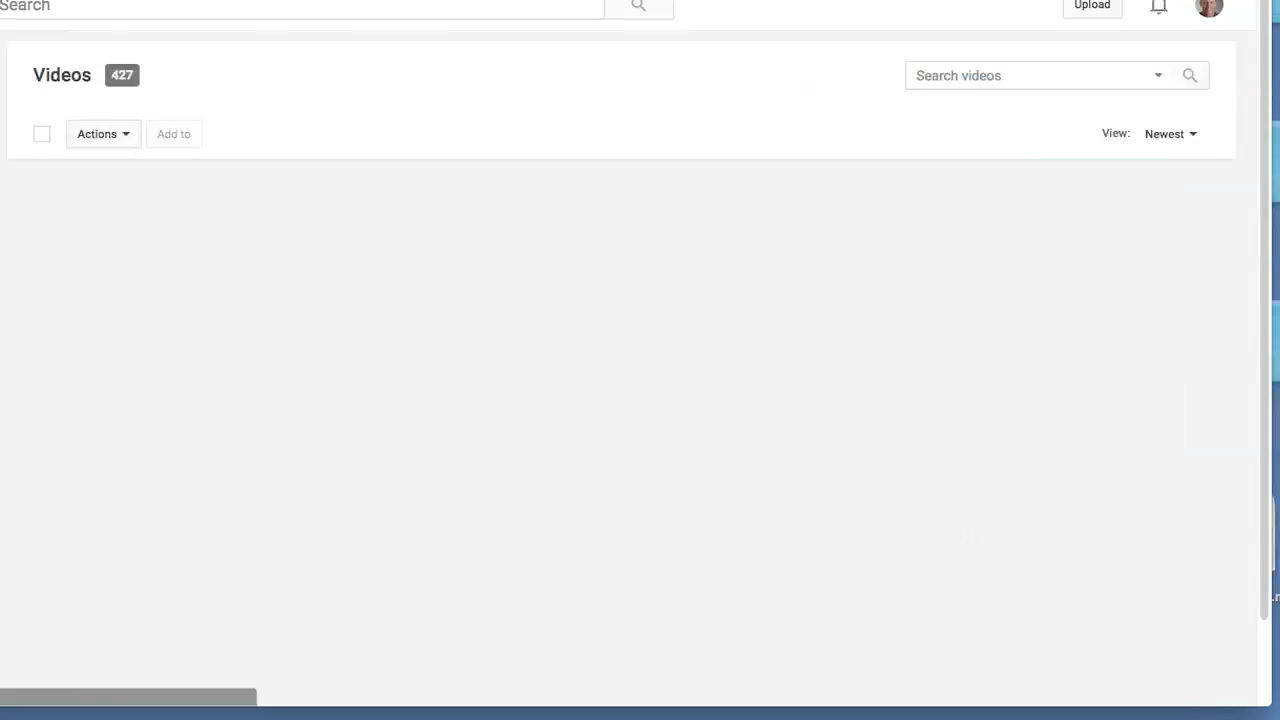 Search
Upload
Videos 427
Search videos
Actions Add to
View: Newest